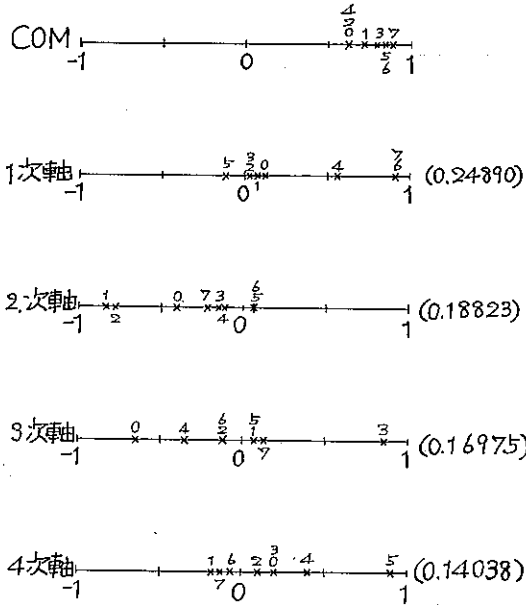 4
2
COM 0 1 3 7
-1 0 5 1
6
3 7
1次軸 5 2 0 4 6 (0.24890)
-1 0 1 1
6
2次軸 1 0 7 3 5 (0.18823)
-1 2 4 0 1
6 5
3次軸 0 4 2 1 3 (0.16975)
-1 0 7 1
3
4次軸 1 6 2 0 4 5 (0.14038)
-1 7 0 1